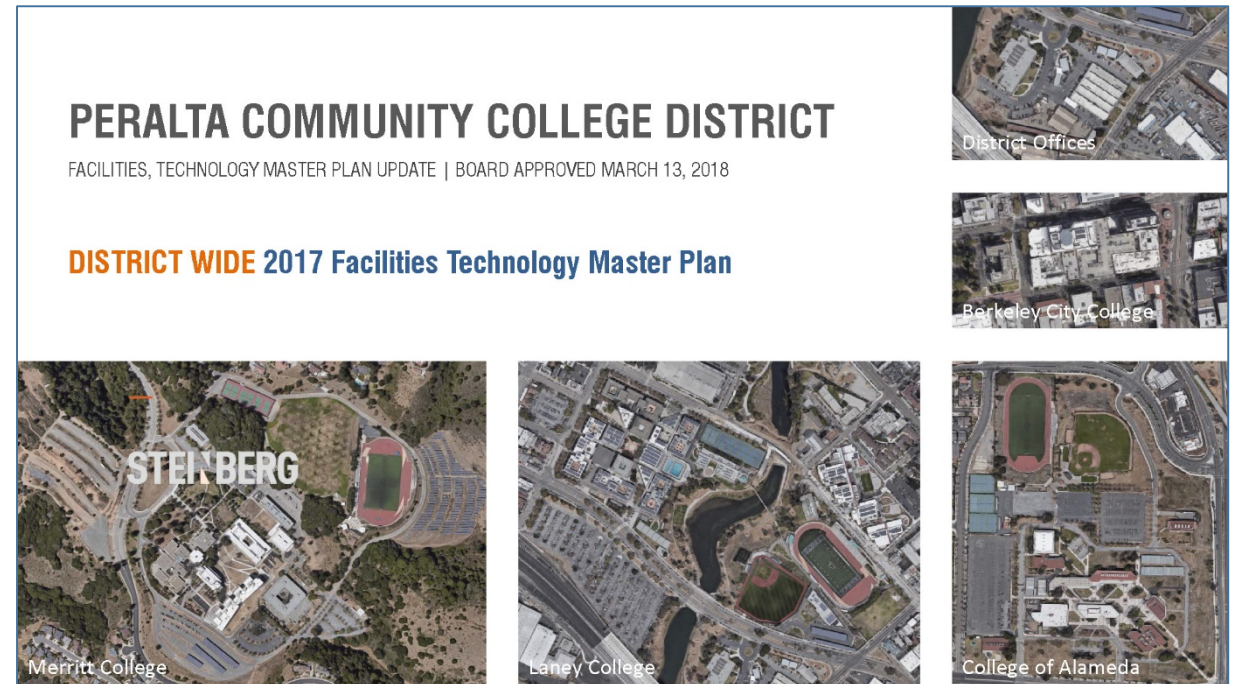 PERALTA COMMUNITY COLLEGE DISTRICT
FACILITIES, TECHNOLOGY MASTER PLAN UPDATE | BOARD APPROVED MARCH 13, 2018
DISTRICT WIDE 2017 Facilities Technology Master Plan
District Offices
Berkeley City College
STEINBERG
Merritt College
Laney College
College of Alameda